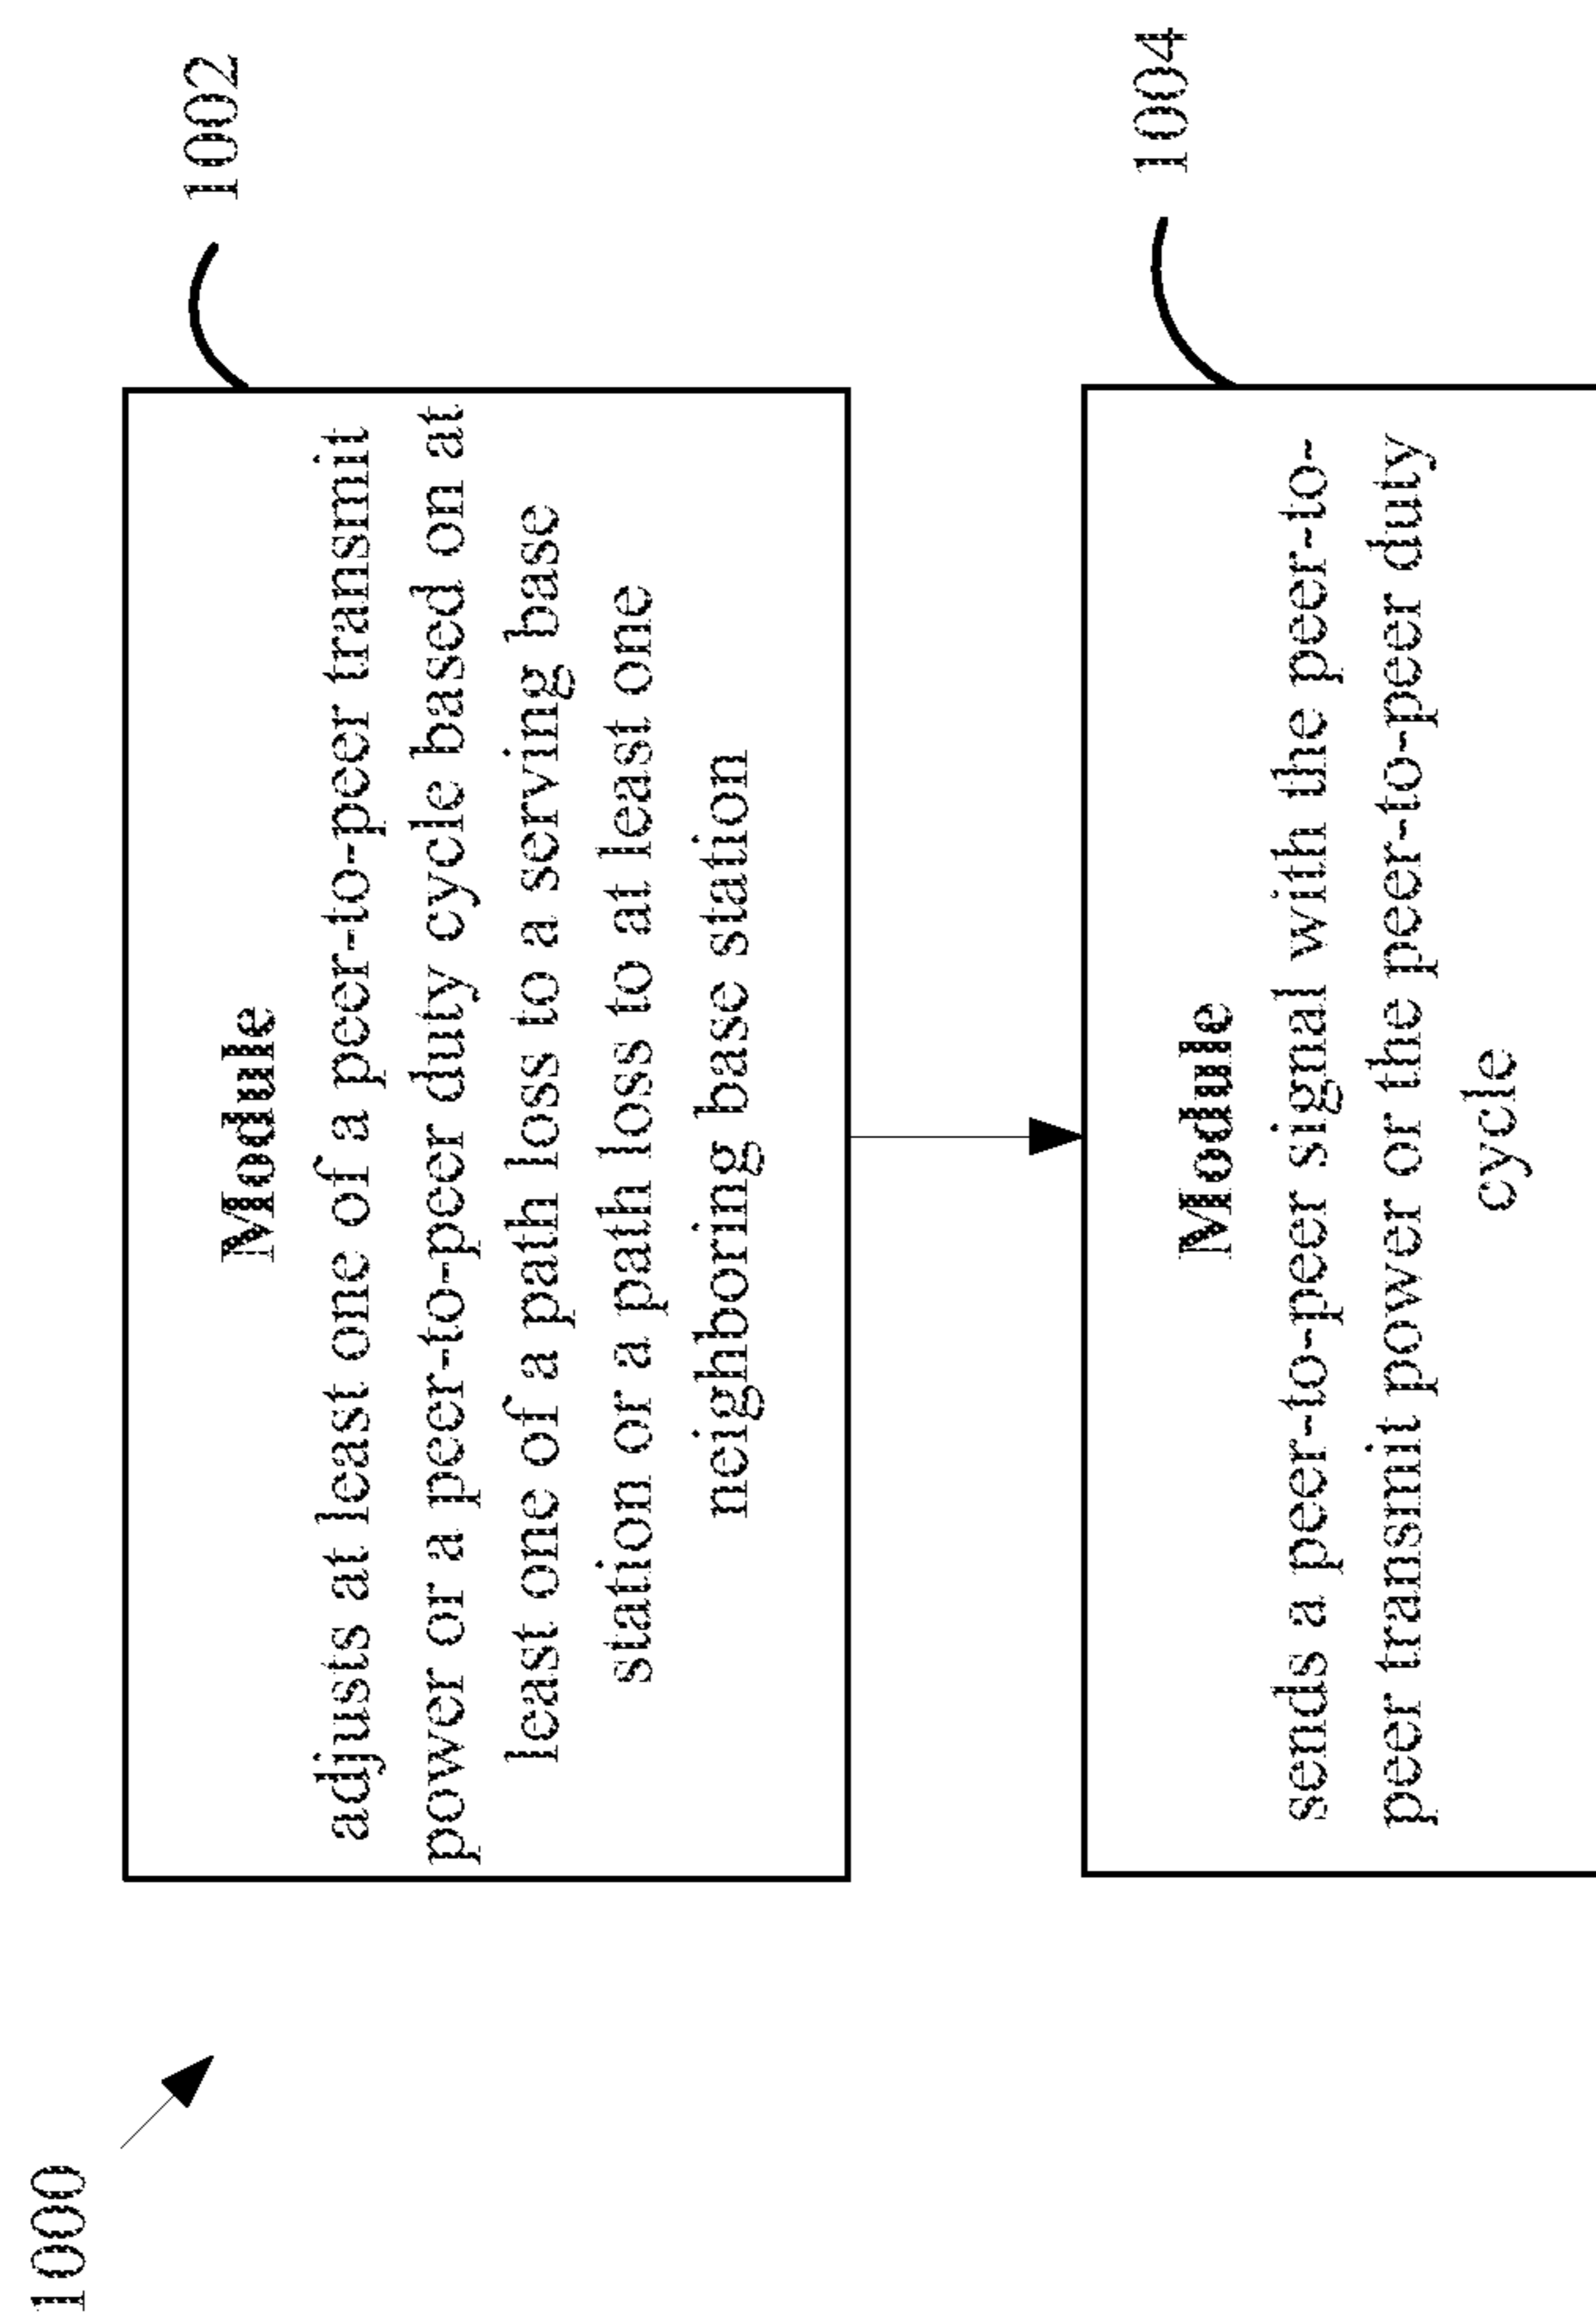 1000
1002
Module
adjusts at least one of a peer-to-peer transmit
power or a peer-to-peer duty cycle based on at
least one of a path loss to a serving base
station or a path loss to at least one
neighboring base station
1004
Module
sends a peer-to-peer signal with the peer-to-
peer transmit power or the peer-to-peer duty
cycle